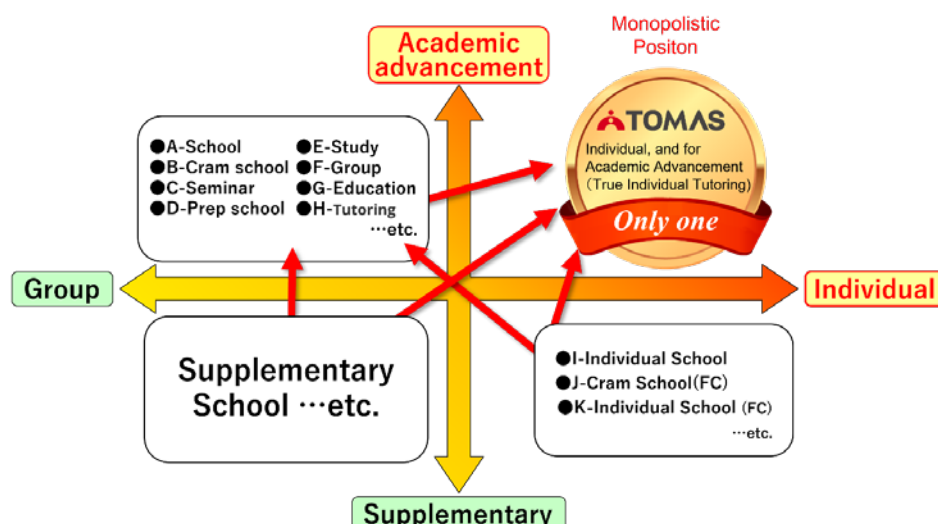 Monopolistic
Positon
Academic
advancement
TOMAS
Individual, and for
Academic Advancement
(True Individual Tutoring)
Only one
●A-School
●B-Cram school
●C-Seminar
●D-Prep school
●E-Study
●F-Group
●G-Education
●H-Tutoring
…etc.
Group
Individual
Supplementary
School …etc.
●I-Individual School
●J-Cram School(FC)
●K-Individual School (FC)
…etc.
Supplementary